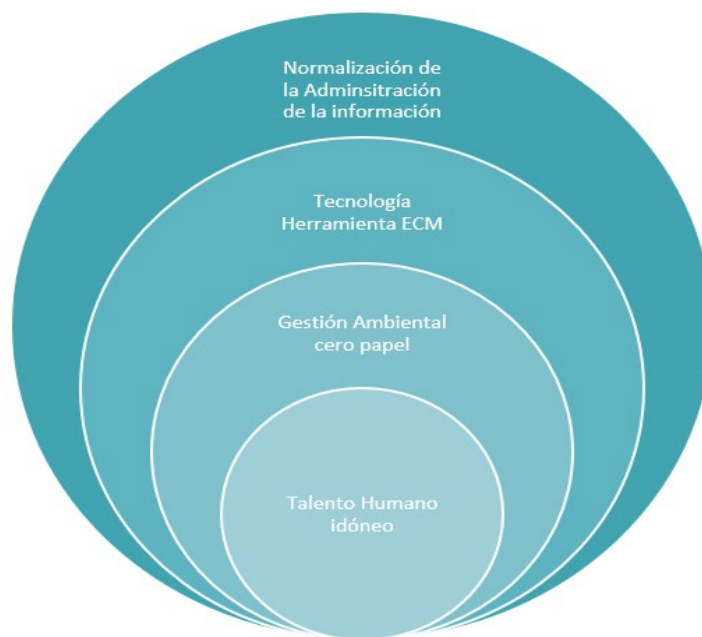 Normalización de
la Adminsitración
de la información
Tecnología
Herramienta ECM
Gestión Ambiental
cero papel
Talento Humano
idóneo